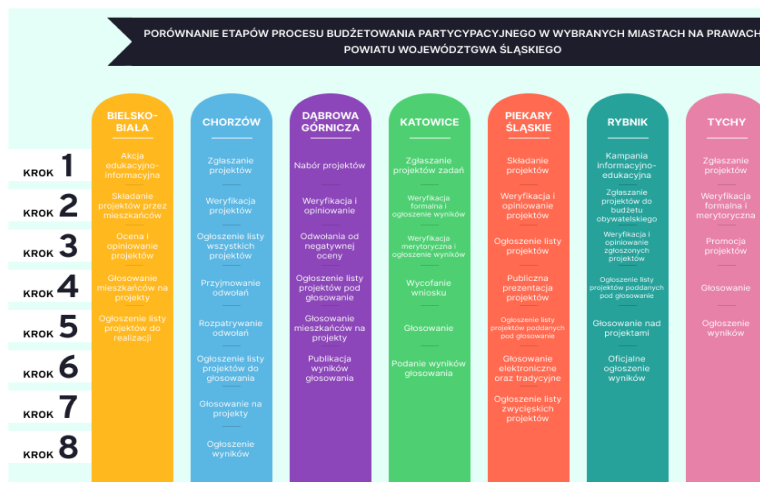 PORÓWNANIE ETAPÓW PROCESU BUDŻETOWANIA PARTYCYPACYJNEGO W WYBRANYCH MIASTACH NA PRAWACH
POWIATU WOJEWÓDZTGWA ŚLĄSKIEGO
BIELSKO-
BIAŁA
CHORZÓW
DĄBROWA
GÓRNICZA
KATOWICE
PIEKARY
ŚLĄSKIE
RYBNIK
TYCHY
KROK 1
Akcja
edukacyjno-
informacyjna
Zgłaszanie
projektów
Nabór projektów
Zgłaszanie
projektów zadań
Składanie
projektów
Kampania
informacyjno-
edukacyjna
Zgłaszanie
projektów
KROK 2
Składanie
projektów przez
mieszkańców
Weryfikacja
projektów
Weryfikacja i
opiniowanie
Weryfikacja
formalna i
ogłoszenie wyników
Weryfikacja i
opiniowanie
projektów
Zgłaszanie
projektów do
budżetu
obywatelskiego
Weryfikacja
formalna i
merytoryczna
KROK 3
Ocena i
opiniowanie
projektów
Ogłoszenie listy
wszystkich
projektów
Odwołania od
negatywnej
oceny
Weryfikacja
merytoryczna i
ogłoszenie wyników
Ogłoszenie listy
projektów
Weryfikacja i
opiniowanie
zgłoszonych
projektów
Promocja
projektów
KROK 4
Głosowanie
mieszkańców na
projekty
Przyjmowanie
odwołań
Ogłoszenie listy
projektów pod
głosowanie
Wycofanie
wniosku
Publiczna
prezentacja
projektów
Ogłoszenie listy
projektów poddanych
pod głosowanie
Głosowanie
KROK 5
Ogłoszenie listy
projektów do
realizacji
Rozpatrywanie
odwołań
Głosowanie
mieszkańców na
projekty
Głosowanie
Ogłoszenie listy
projektów poddanych
pod głosowanie
Głosowanie nad
projektami
Ogłoszenie
wyników
KROK 6
Ogłoszenie listy
projektów do
głosowania
Publikacja
wyników
głosowania
Podanie wyników
głosowania
Głosowanie
elektroniczne
oraz tradycyjne
Oficjalne
ogłoszenie
wyników
KROK 7
Głosowanie na
projekty
Ogłoszenie listy
zwycięskich
projektów
KROK 8
Ogłoszenie
wyników